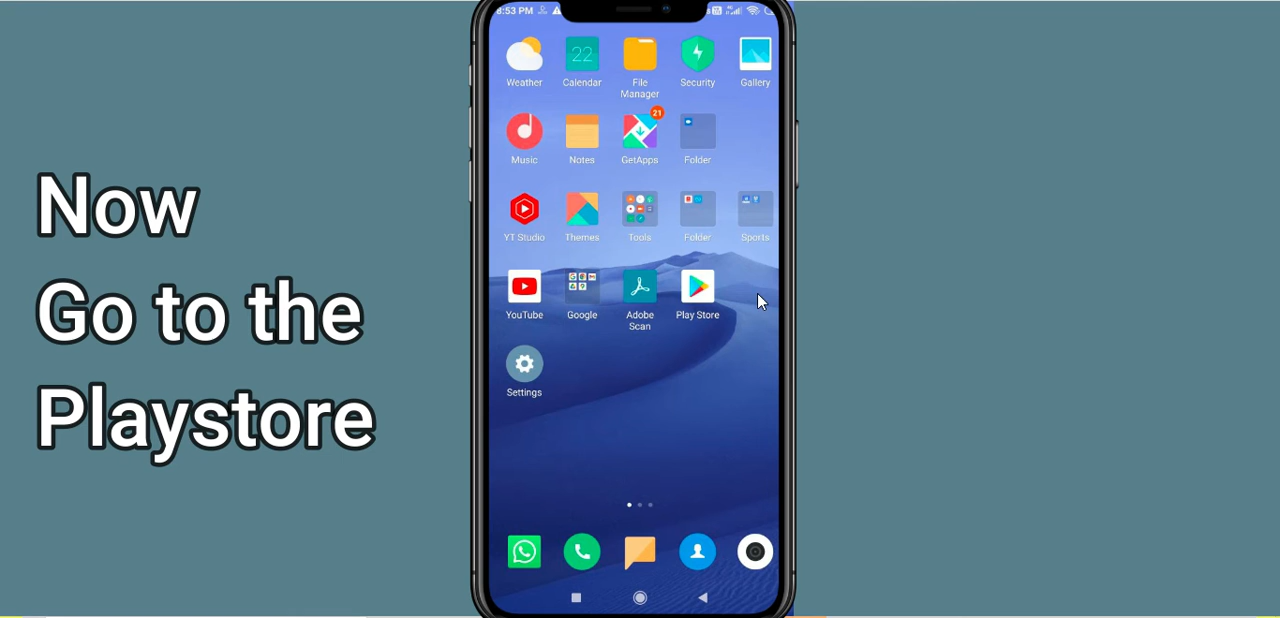 8:53 PM
22
Weather
Calendar
File
Manager
Security
Gallery
21
Music
Notes
GetApps
Folder
YT Studio
Themes
Tools
Folder
Sports
YouTube
Google
Adobe
Scan
Play Store
Settings
Now
Go to the
Playstore